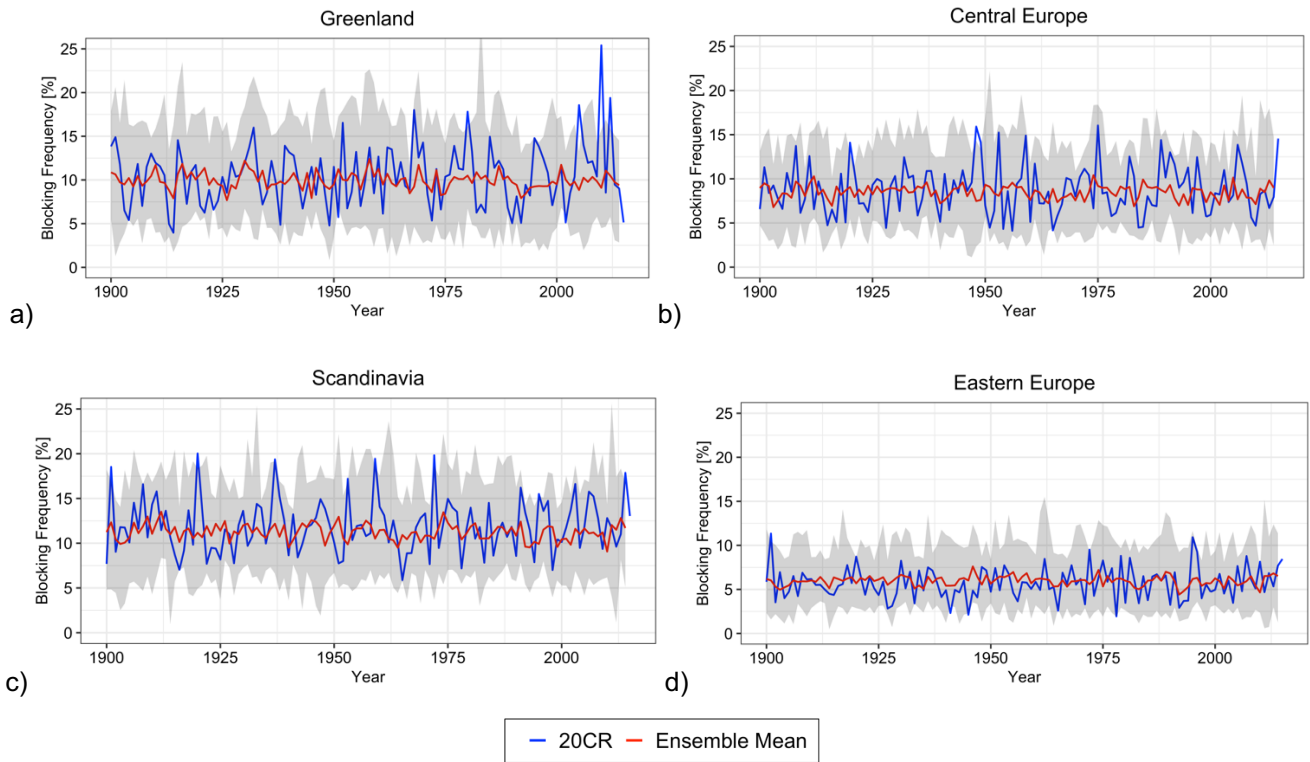 Greenland
Blocking Frequency [%]
25
20
15
10
5
0
1900 1925 1950 1975 2000
Year
a)
Central Europe
Blocking Frequency [%]
25
20
15
10
5
0
1900 1925 1950 1975 2000
Year
b)
Scandinavia
Blocking Frequency [%]
25
20
15
10
5
0
1900 1925 1950 1975 2000
Year
c)
Eastern Europe
Blocking Frequency [%]
25
20
15
10
5
0
1900 1925 1950 1975 2000
Year
d)
20CR Ensemble Mean